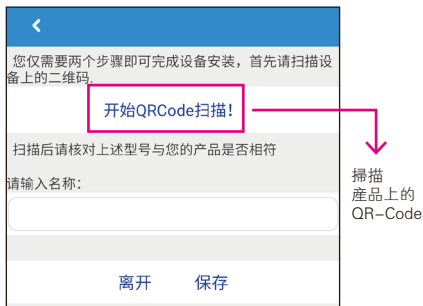 您仅需要两个步骤即可完成设备安装，首先请扫描设
备上的二维码.
开始QRCode扫描！
扫描后请核对上述型号与您的产品是否相符
请输入名称：
离开 保存
掃描
產品上的
QR-Code